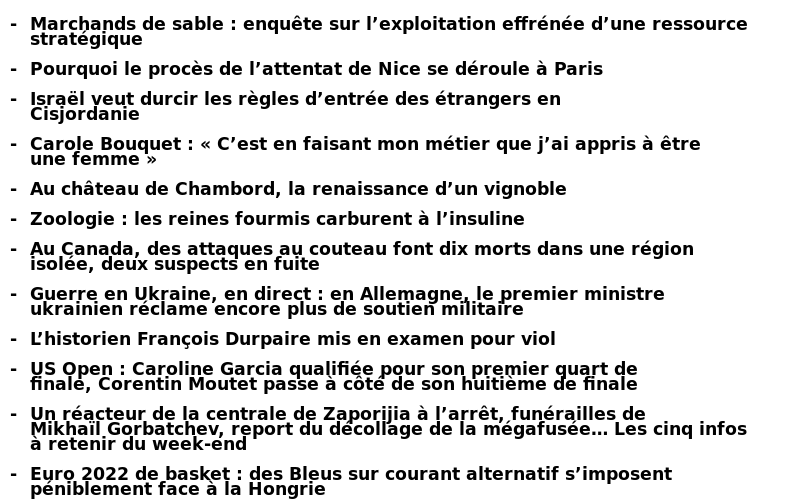 - Marchands de sable : enquête sur l’exploitation effrénée d’une ressource
stratégique
- Pourquoi le procès de l’attentat de Nice se déroule à Paris
- Israël veut durcir les règles d’entrée des étrangers en
Cisjordanie
- Carole Bouquet : « C’est en faisant mon métier que j’ai appris à être
une femme »
- Au château de Chambord, la renaissance d’un vignoble
- Zoologie : les reines fourmis carburent à l’insuline
- Au Canada, des attaques au couteau font dix morts dans une région
isolée, deux suspects en fuite
- Guerre en Ukraine, en direct : en Allemagne, le premier ministre
ukrainien réclame encore plus de soutien militaire
- L’historien François Durpaire mis en examen pour viol
- US Open : Caroline Garcia qualifiée pour son premier quart de
finale, Corentin Moutet passe à côté de son huitième de finale
- Un réacteur de la centrale de Zaporijia à l’arrêt, funérailles de
Mikhaïl Gorbatchev, report du décollage de la mégafusée… Les cinq infos
à retenir du week-end
- Euro 2022 de basket : des Bleus sur courant alternatif s’imposent
péniblement face à la Hongrie